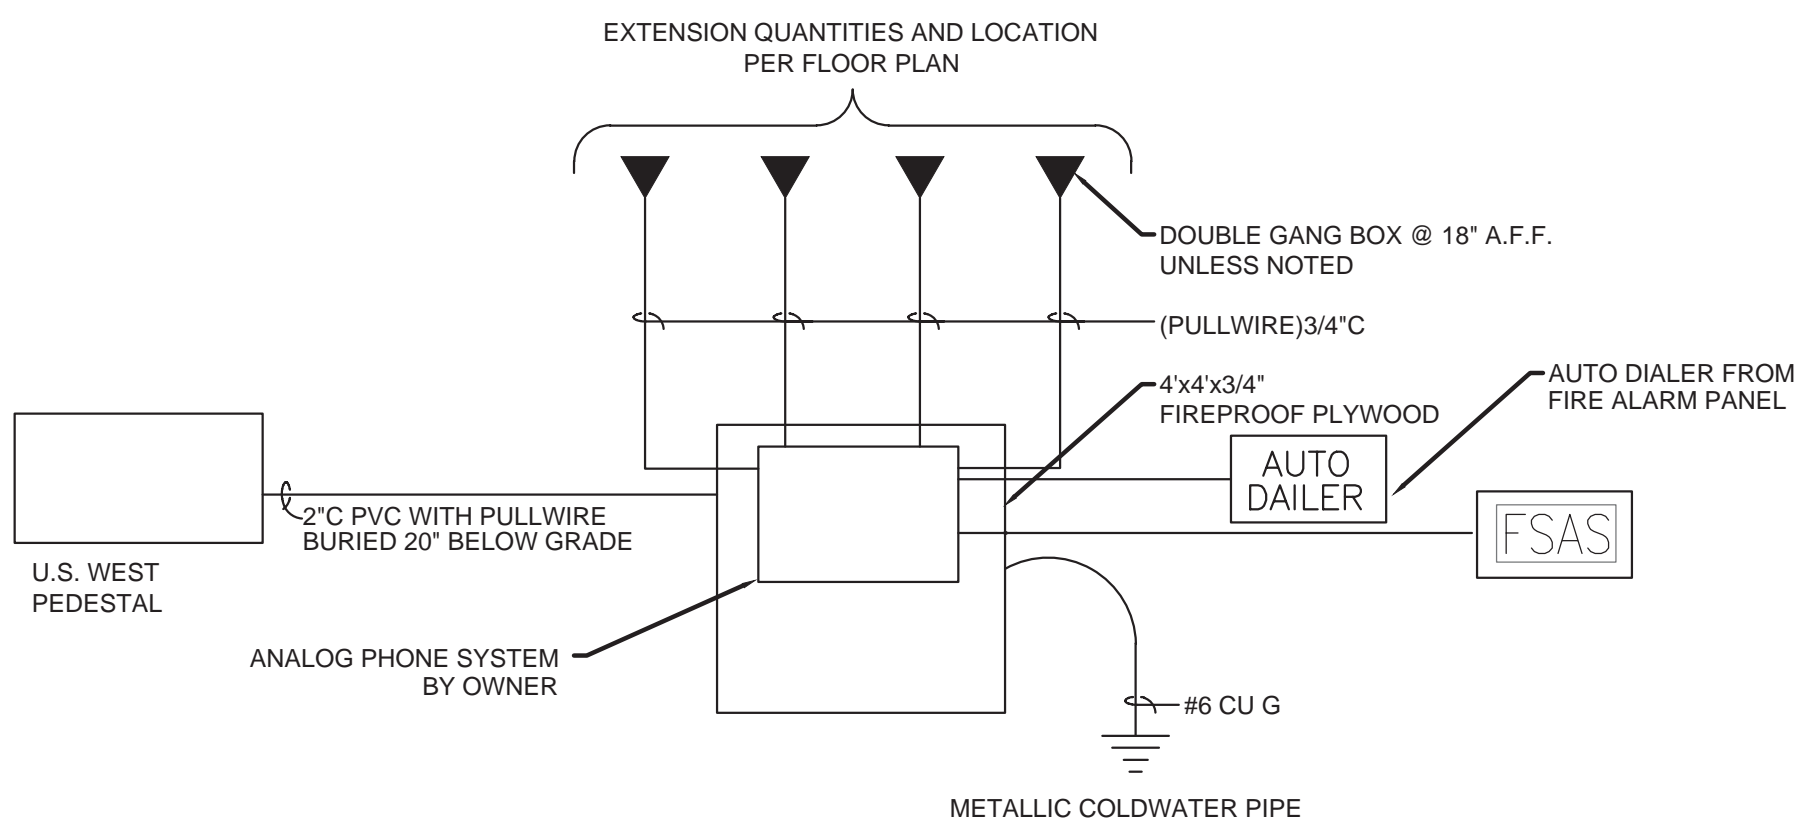 EXTENSION QUANTITIES AND LOCATION
PER FLOOR PLAN
DOUBLE GANG BOX @ 18" A.F.F.
UNLESS NOTED
(PULLWIRE)3/4"C
4'x4'x3/4"
FIREPROOF PLYWOOD
AUTO DIALER FROM
FIRE ALARM PANEL
AUTO
DAILER
FSAS
2"C PVC WITH PULLWIRE
BURIED 20" BELOW GRADE
U.S. WEST
PEDESTAL
ANALOG PHONE SYSTEM
BY OWNER
#6 CU G
METALLIC COLDWATER PIPE